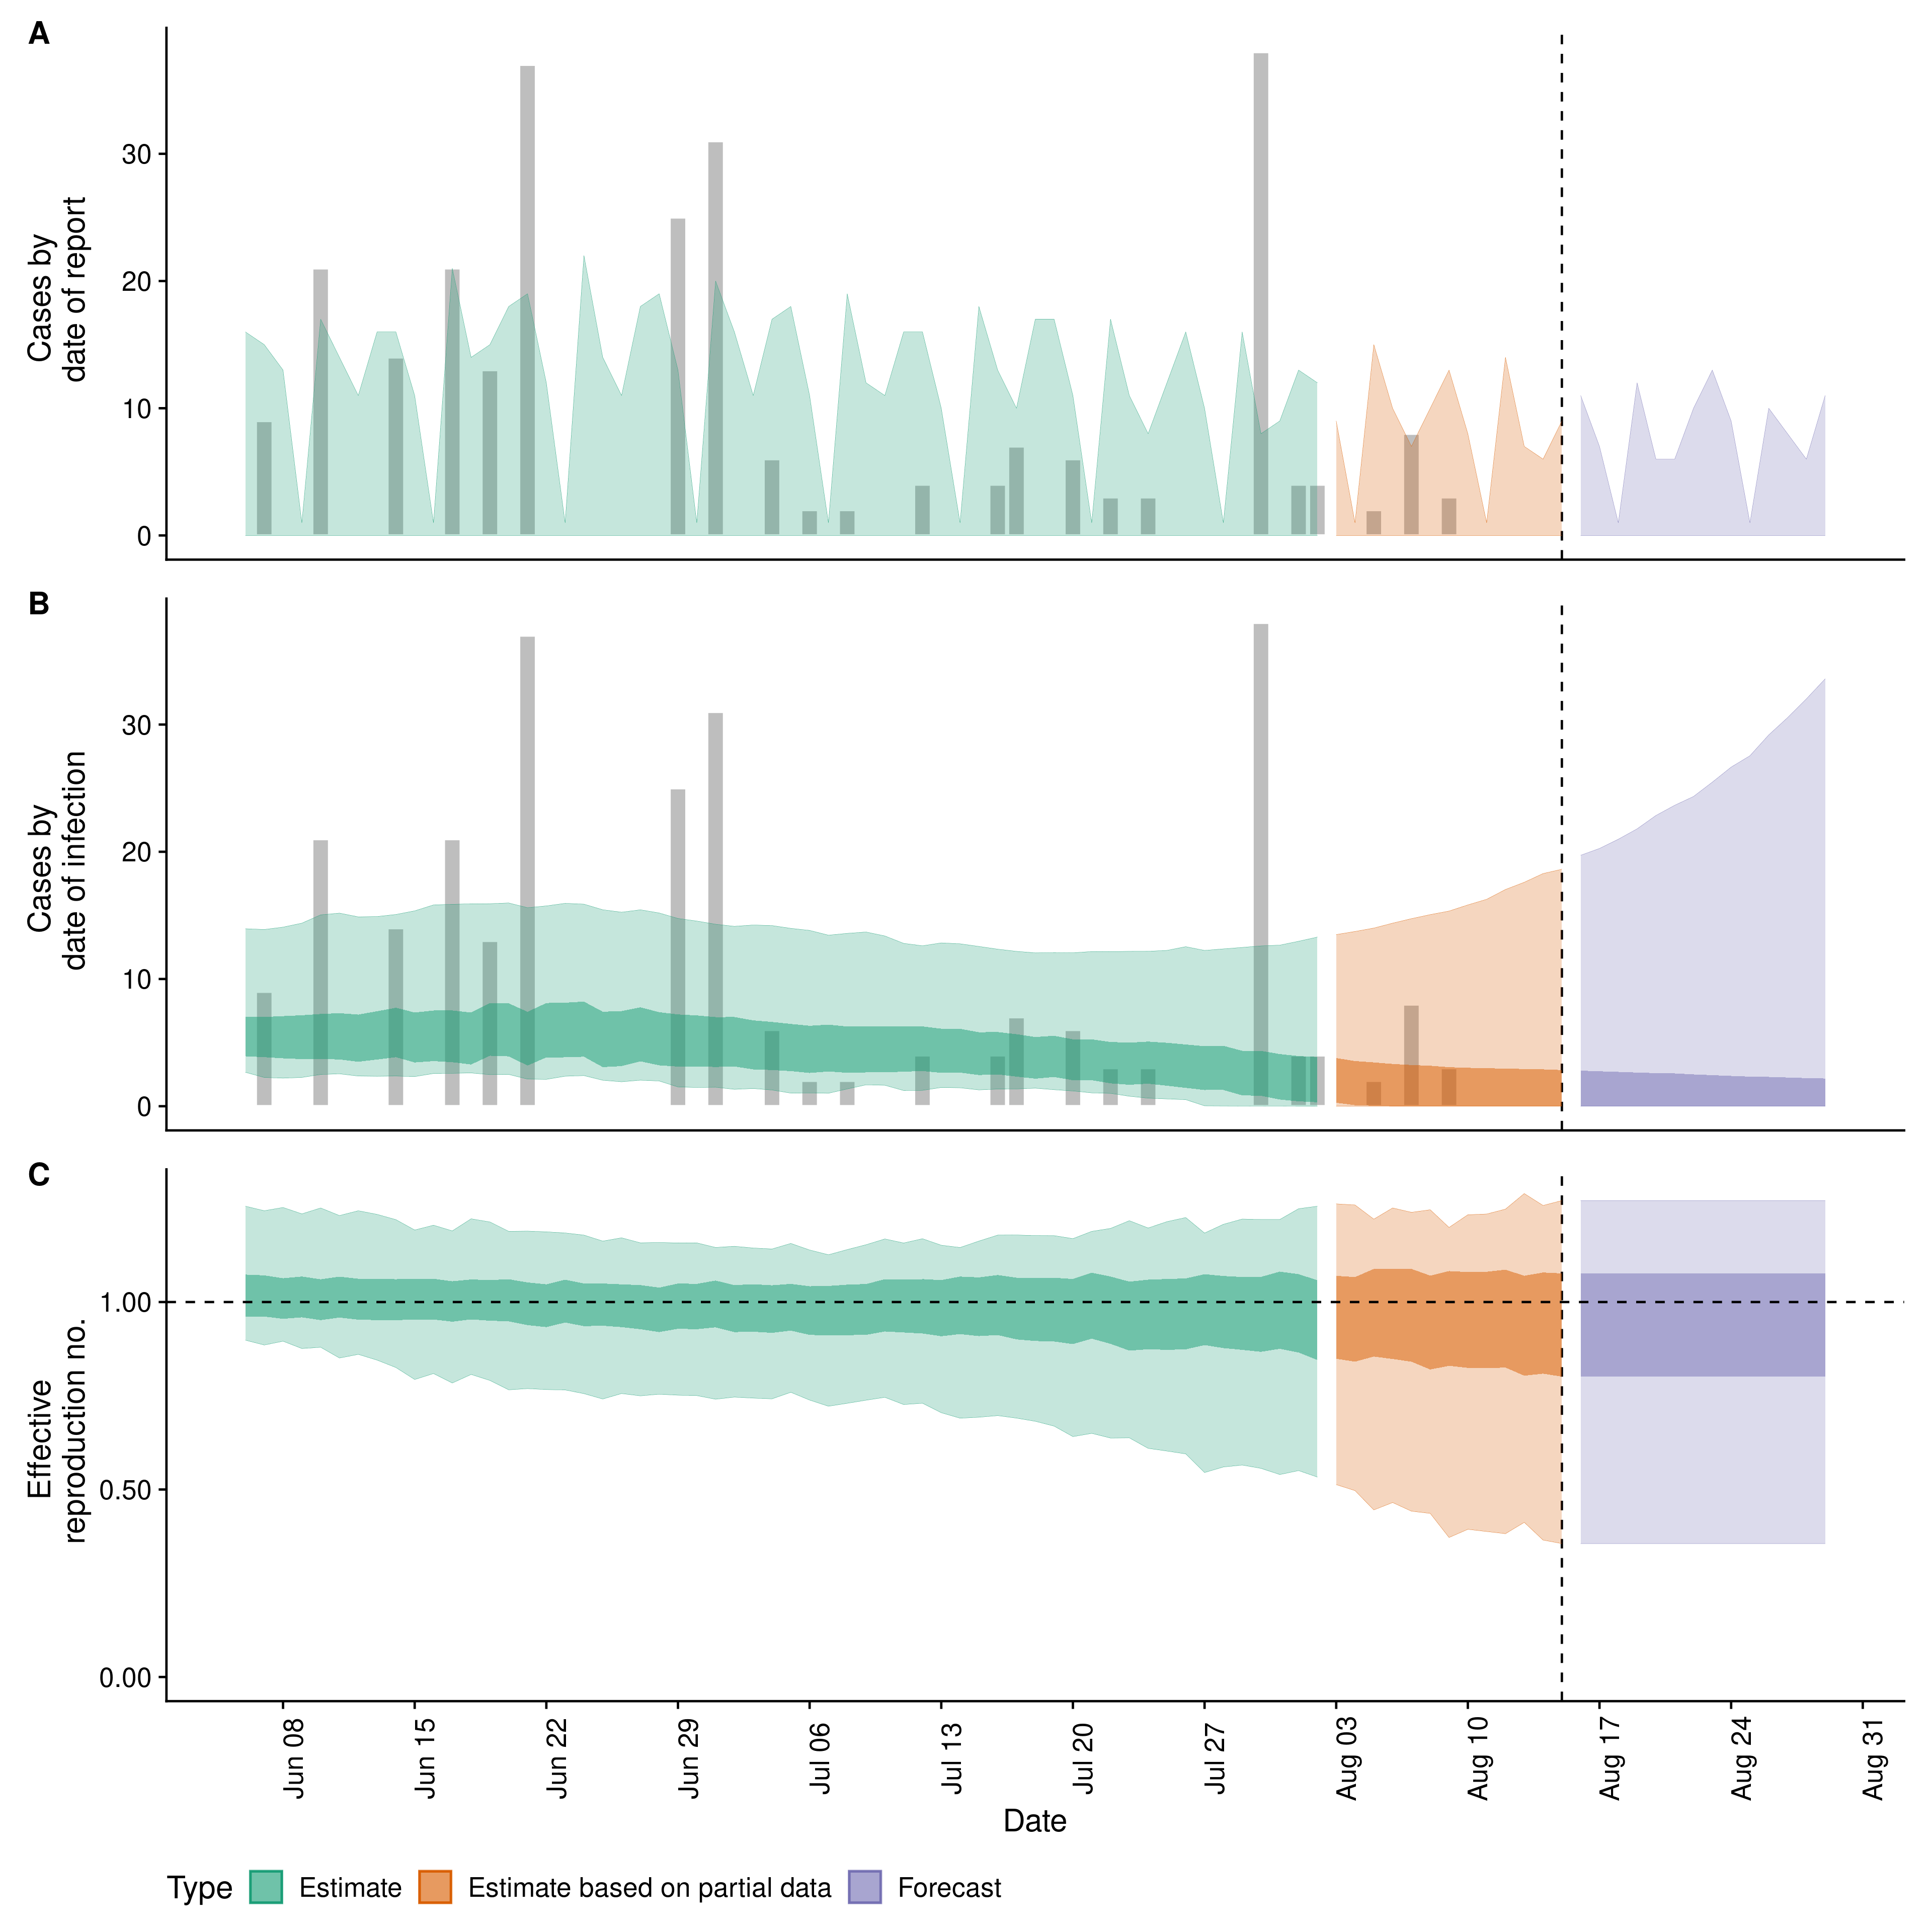 A
Cases by
date of report
30
20
10
0
B
Cases by
date of infection
30
20
10
0
C
Effective
reproduction no.
1.00
0.50
0.00
Jun 08
Jun 15
Jun 22
Jun 29
Jul 06
Jul 13
Jul 20
Jul 27
Aug 03
Aug 10
Aug 17
Aug 24
Aug 31
Date
Type Estimate Estimate based on partial data Forecast